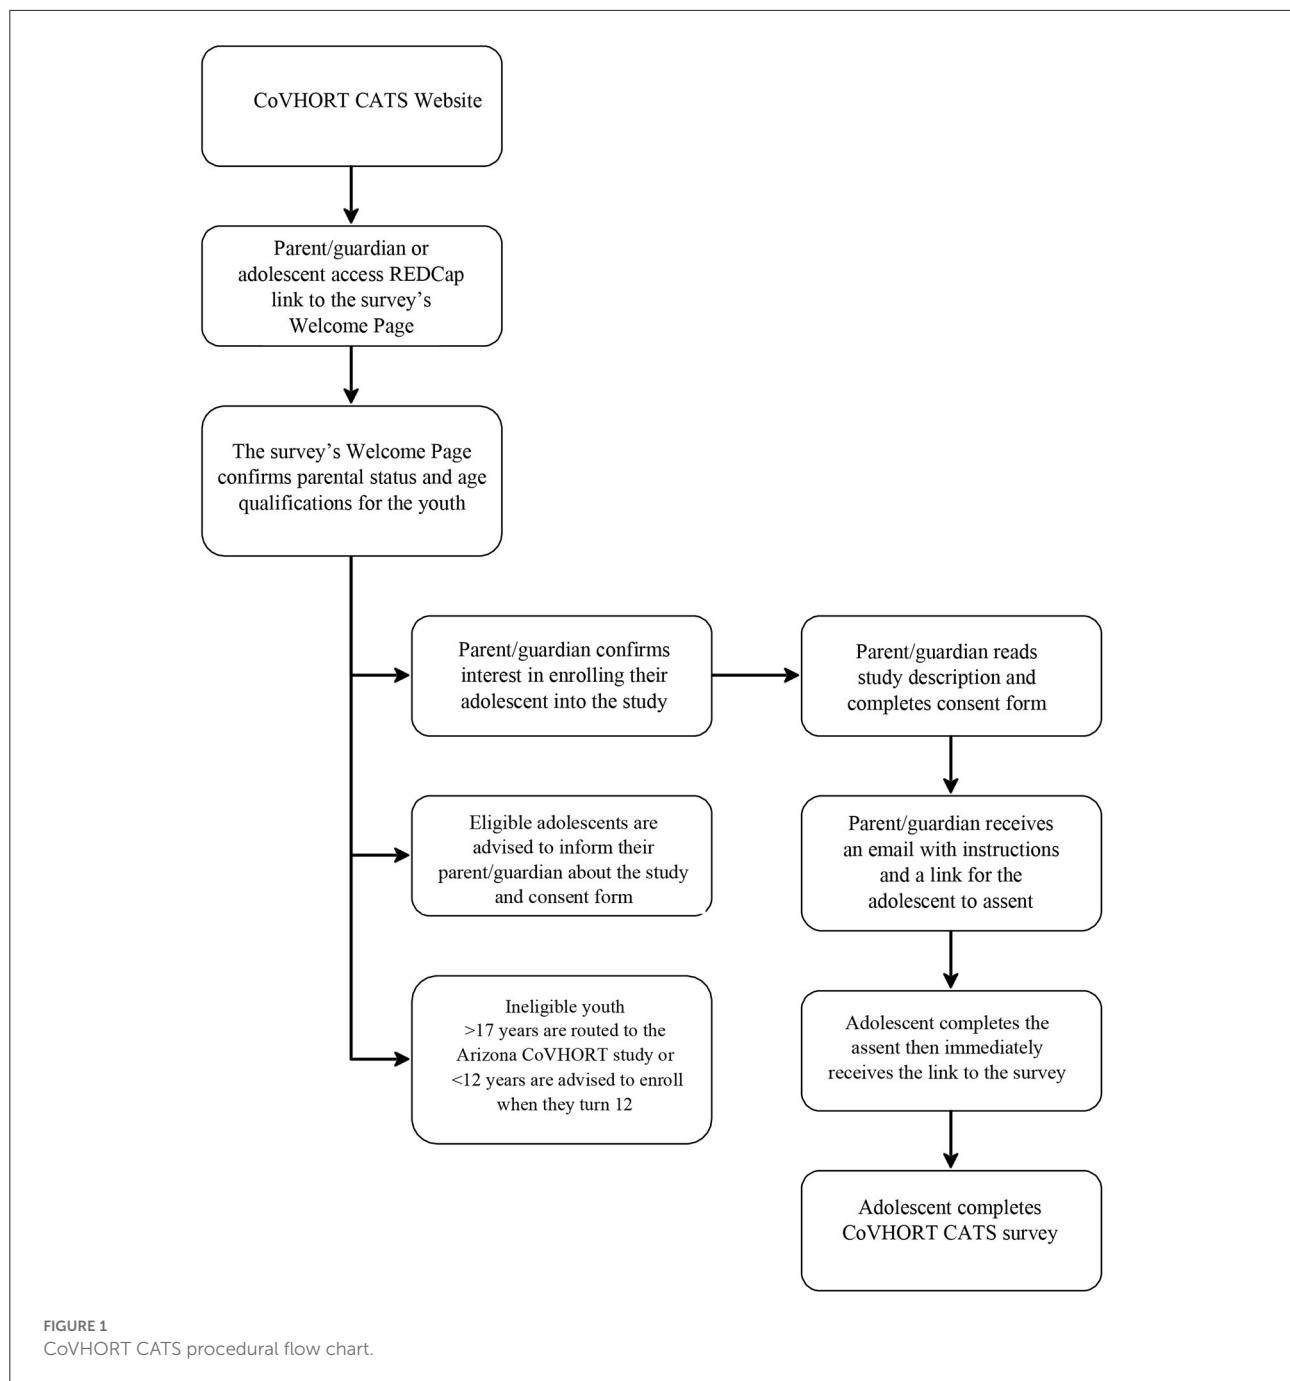 CoVHORT CATS Website
Parent/guardian or
adolescent access REDCap
link to the survey’s
Welcome Page
The survey’s Welcome Page
confirms parental status and age
qualifications for the youth
Parent/guardian confirms
interest in enrolling their
adolescent into the study
Parent/guardian reads
study description and
completes consent form
Eligible adolescents are
advised to inform their
parent/guardian about the study
and consent form
Parent/guardian receives
an email with instructions
and a link for the
adolescent to assent
Ineligible youth
>17 years are routed to the
Arizona CoVHORT study or
<12 years are advised to enroll
when they turn 12
Adolescent completes the
assent then immediately
receives the link to the survey
Adolescent completes
CoVHORT CATS survey
FIGURE 1
CoVHORT CATS procedural flow chart.